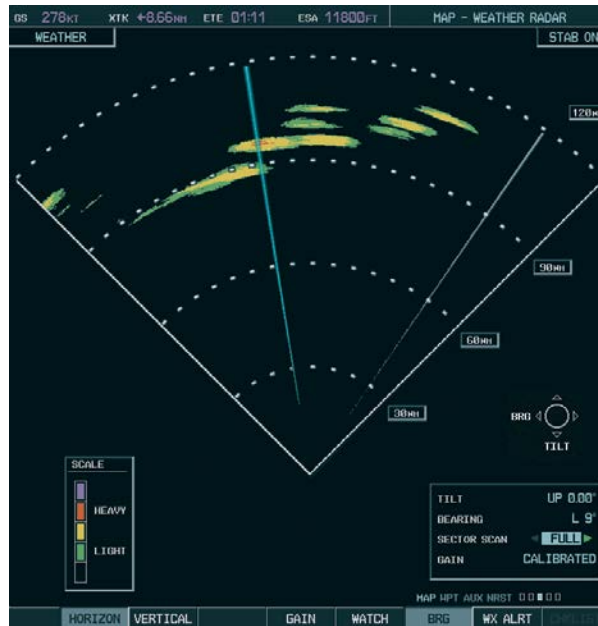 GS 278KT XTK ←8.66NM ETE 01:11 ESA 11800FT MAP - WEATHER RADAR
WEATHER STAB ON
90NM
60NM
30NM
BRG
TILT
SCALE
HEAVY
LIGHT
TILT UP 0.00°
BEARING L 9°
SECTOR SCAN FULL
GAIN CALIBRATED
MAP WPT AUX NRST
HORIZON VERTICAL GAIN WATCH BRG WX ALRT